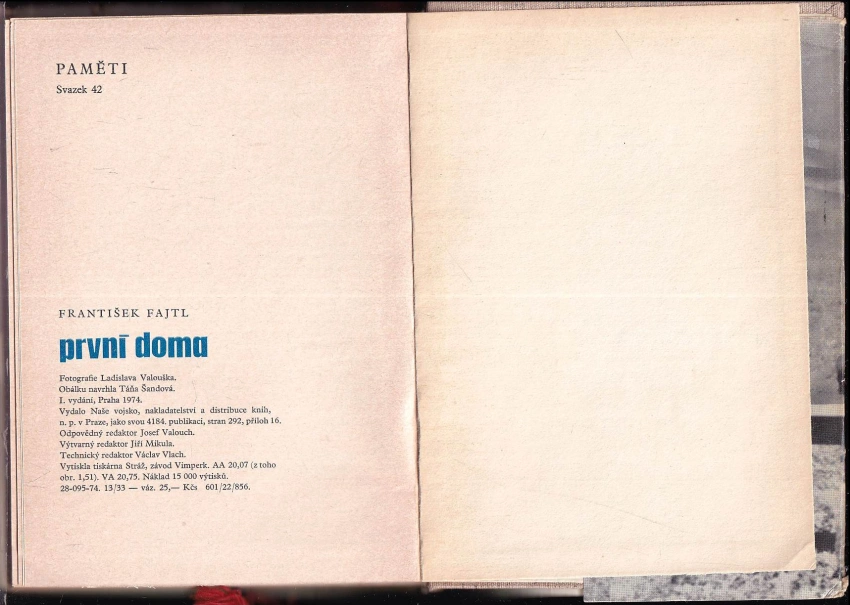 PAMĚTI
Svazek 42
FRANTIŠEK FAJTL
první doma
Fotografie Ladislava Valouška.
Obálku navrhla Táňa Šandová.
I. vydání, Praha 1974.
Vydalo Naše vojsko, nakladatelství a distribuce knih,
n. p. v Praze, jako svou 4184. publikaci, stran 292, příloh 16.
Odpovědný redaktor Josef Valouch.
Výtvarný redaktor Jiří Mikula.
Technický redaktor Václav Vlach.
Vytiskla tiskárna Stráž, závod Vimperk. AA 20,07 (z toho
obr. 1,51). VA 20,75. Náklad 15 000 výtisků.
28-095-74. 13/33 — váz. 25,— Kčs 601/22/856.